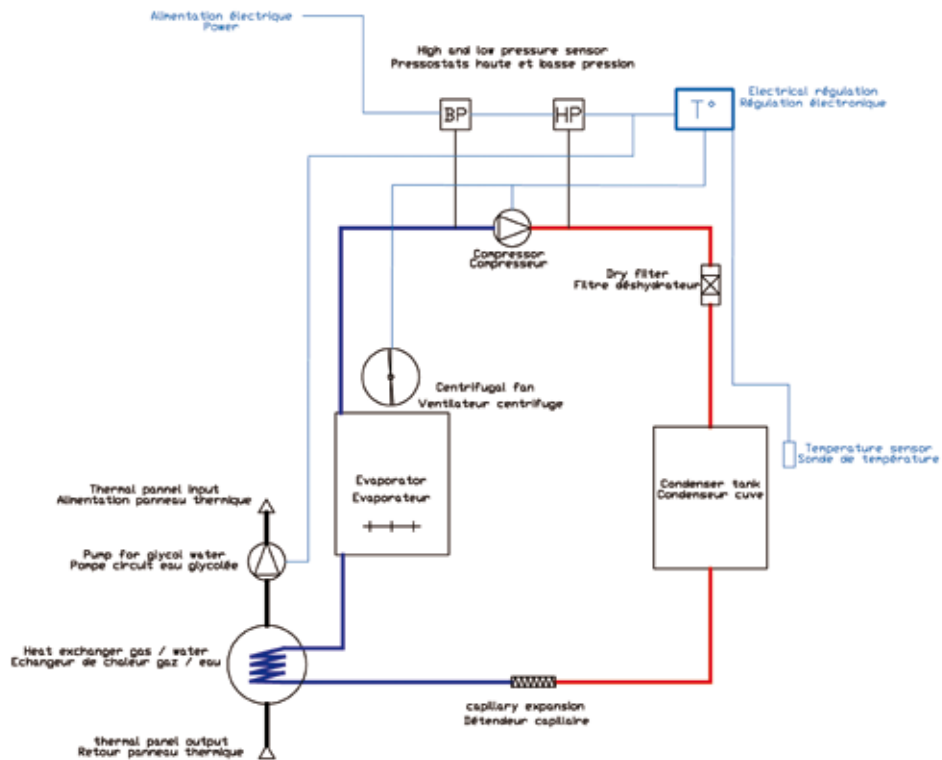 Alimentation électrique
Power
High and low pressure sensor
Pressostats haute et basse pression
BP
HP
T°
Electrical régulation
Régulation électronique
Compressor
Compresseur
Dry filter
Filtre déshydrateur
Centrifugal fan
Ventilateur centrifuge
Temperature sensor
Sonde de température
Evaporator
Evaporateur
Condenser tank
Condenseur cuve
Thermal pannel input
Alimentation panneau thermique
Pump for glycol water
Pompe circuit eau glycolée
Heat exchanger gas / water
Echangeur de chaleur gaz / eau
capillary expansion
Détendeur capillaire
thermal panel output
Retour panneau thermique